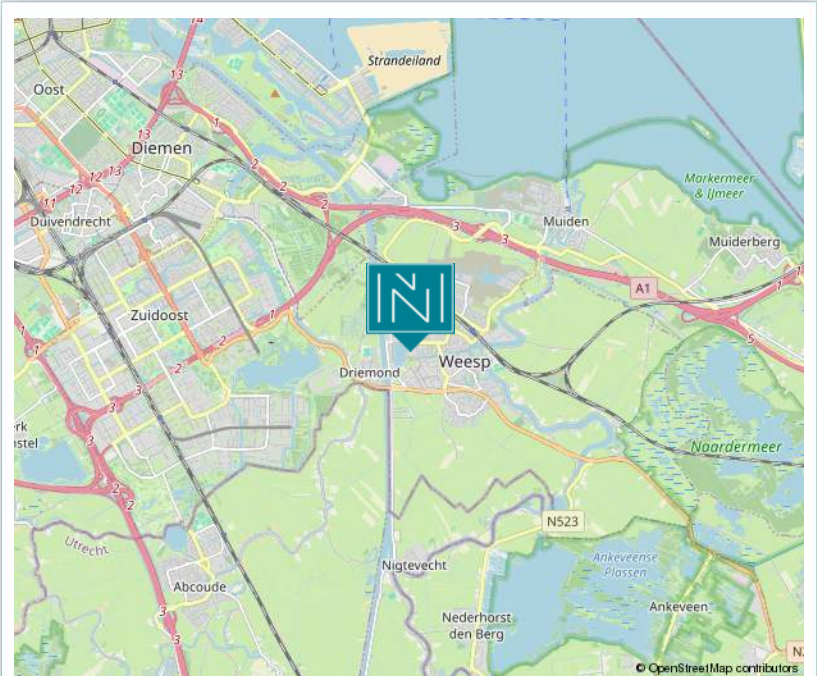 14
Strandeiland
13
Oost
1
13
Diemen
2
12 13
12
2
Markermeer
& IJmeer
11
2
3
Duivendrecht
Muiden
3
Muiderberg
1
A1
1
N
Zuidoost
1
1
2
5
Weesp
2
Driemond
3
3
Naardermeer
2
2
N523
Utrecht
Ankeveense
Plassen
Nigtevecht
Abcoude
Ankeveen
3
Nederhorst
den Berg
3
© OpenStreetMap contributors